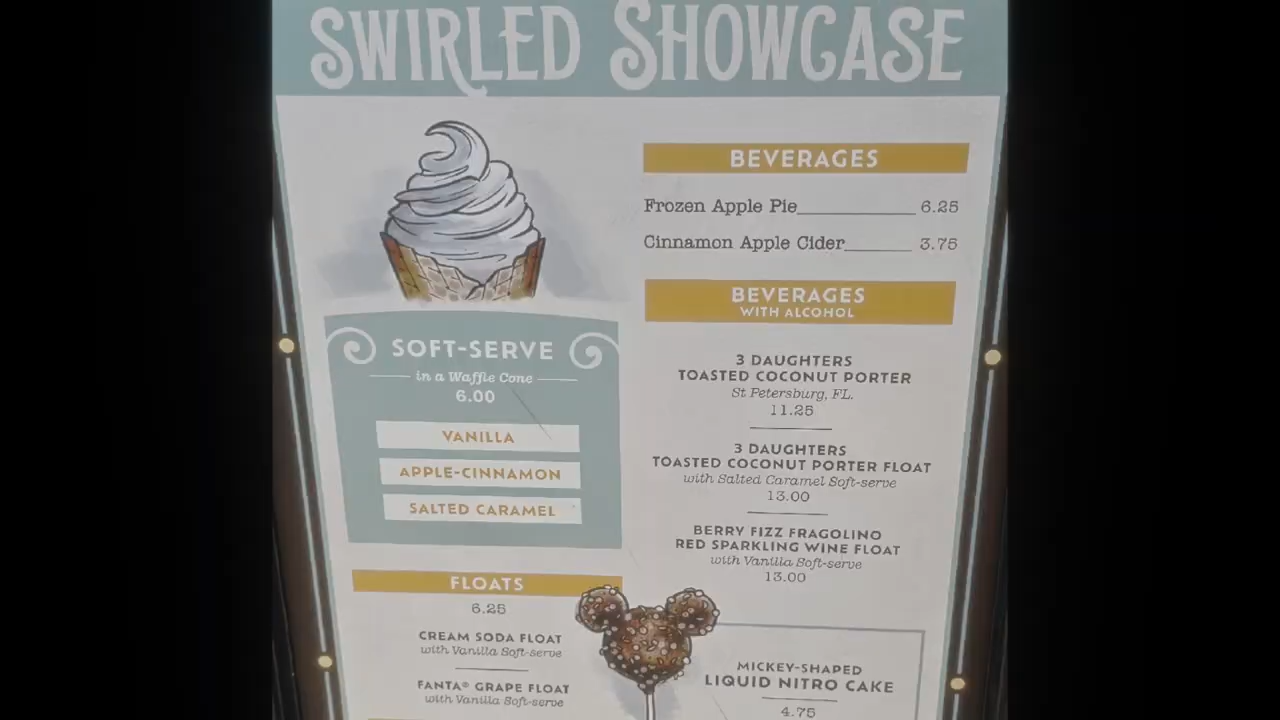 SWIRLED SHOWCASE
SOFT-SERVE
in a Waffle Cone
6.00
VANILLA
APPLE-CINNAMON
SALTED CARAMEL
FLOATS
6.25
CREAM SODA FLOAT
with Vanilla Soft-serve
FANTA® GRAPE FLOAT
with Vanilla Soft-serve
BEVERAGES
Frozen Apple Pie 6.25
Cinnamon Apple Cider 3.75
BEVERAGES
WITH ALCOHOL
3 DAUGHTERS
TOASTED COCONUT PORTER
St Petersburg, FL.
11.25
3 DAUGHTERS
TOASTED COCONUT PORTER FLOAT
with Salted Caramel Soft-serve
13.00
BERRY FIZZ FRAGOLINO
RED SPARKLING WINE FLOAT
with Vanilla Soft-serve
13.00
MICKEY-SHAPED
LIQUID NITRO CAKE
4.75